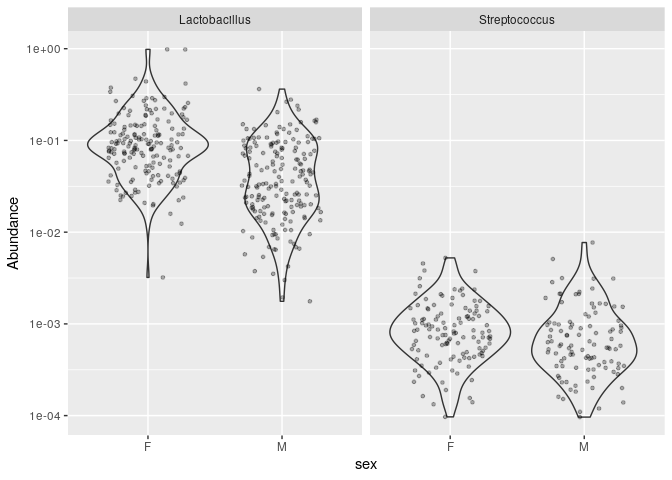 Lactobacillus Streptococcus
1e+00
1e-01
1e-02
1e-03
1e-04
Abundance
F M F M
sex